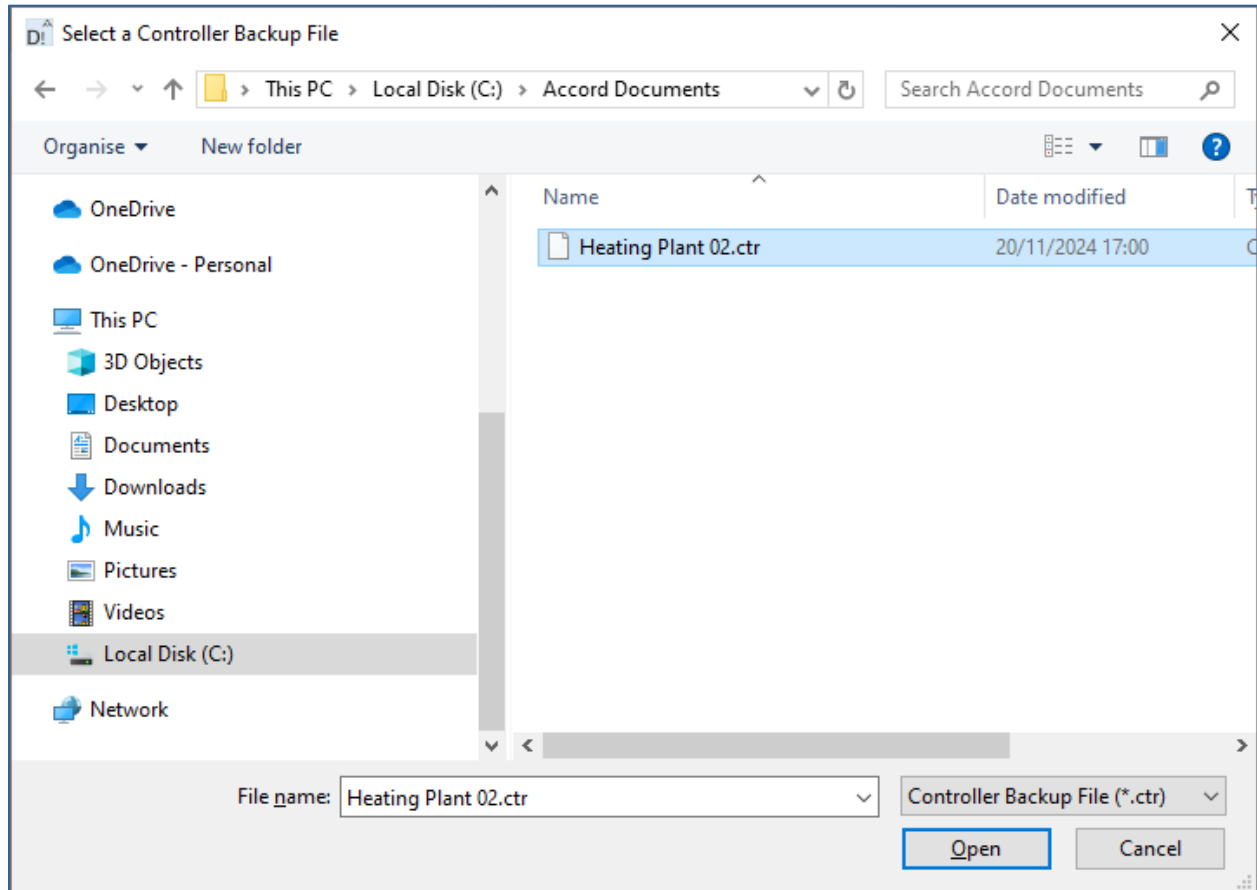 D! Select a Controller Backup File
This PC > Local Disk (C:) > Accord Documents
Search Accord Documents
Organise
New folder
?
Name
Date modified
OneDrive
Heating Plant 02.ctr
20/11/2024 17:00
OneDrive - Personal
This PC
3D Objects
Desktop
Documents
Downloads
Music
Pictures
Videos
Local Disk (C:)
Network
File name:
Heating Plant 02.ctr
Controller Backup File (*.ctr)
Open
Cancel